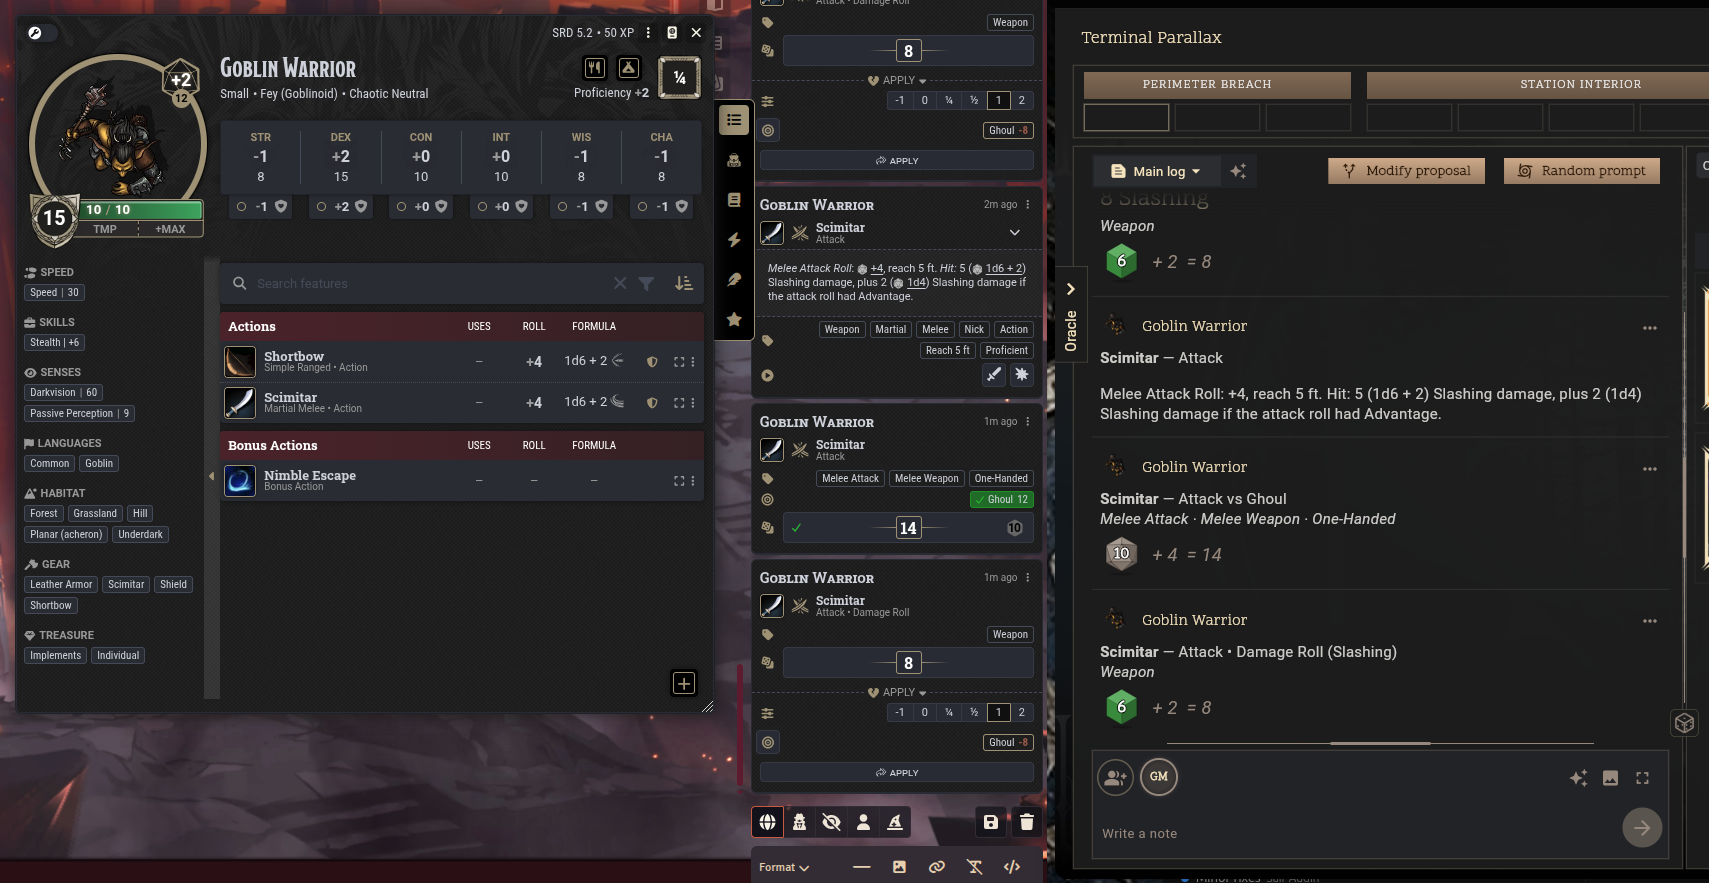 SRD 5.2 • 50 XP
+2
12
Goblin Warrior
Small • Fey (Goblinoid) • Chaotic Neutral
Proficiency +2
¼
STR DEX CON INT WIS CHA
-1 +2 +0 +0 -1 -1
8 15 10 10 8 8
-1 +2 +0 +0 -1 -1
15
10 / 10
TMP +MAX
SPEED
Speed | 30
SKILLS
Stealth | +6
SENSES
Darkvision | 60
Passive Perception | 9
LANGUAGES
Common Goblin
HABITAT
Forest Grassland Hill
Planar (acheron) Underdark
GEAR
Leather Armor Scimitar Shield
Shortbow
TREASURE
Implements Individual
Search features
Actions USES ROLL FORMULA
Shortbow
Simple Ranged • Action
– +4 1d6 + 2
Scimitar
Martial Melee • Action
– +4 1d6 + 2
Bonus Actions USES ROLL FORMULA
Nimble Escape
Bonus Action
– – –
Attack • Damage Roll
Weapon
8
APPLY
-1 0 ¼ ½ 1 2
Ghoul -8
APPLY
Goblin Warrior 2m ago
Scimitar
Attack
Melee Attack Roll: +4, reach 5 ft. Hit: 5 (1d6 + 2)
Slashing damage, plus 2 (1d4) Slashing damage if
the attack roll had Advantage.
Weapon Martial Melee Nick Action
Reach 5 ft Proficient
Goblin Warrior 1m ago
Scimitar
Attack
Melee Attack Melee Weapon One-Handed
Ghoul 12
14 10
Goblin Warrior 1m ago
Scimitar
Attack • Damage Roll
Weapon
8
APPLY
-1 0 ¼ ½ 1 2
Ghoul -8
APPLY
Format
Terminal Parallax
PERIMETER BREACH STATION INTERIOR
Oracle
Main log
Modify proposal
Random prompt
8 Slashing
Weapon
6 + 2 = 8
Goblin Warrior
Scimitar — Attack
Melee Attack Roll: +4, reach 5 ft. Hit: 5 (1d6 + 2) Slashing damage, plus 2 (1d4)
Slashing damage if the attack roll had Advantage.
Goblin Warrior
Scimitar — Attack vs Ghoul
Melee Attack · Melee Weapon · One-Handed
10 + 4 = 14
Goblin Warrior
Scimitar — Attack • Damage Roll (Slashing)
Weapon
6 + 2 = 8
GM
Write a note